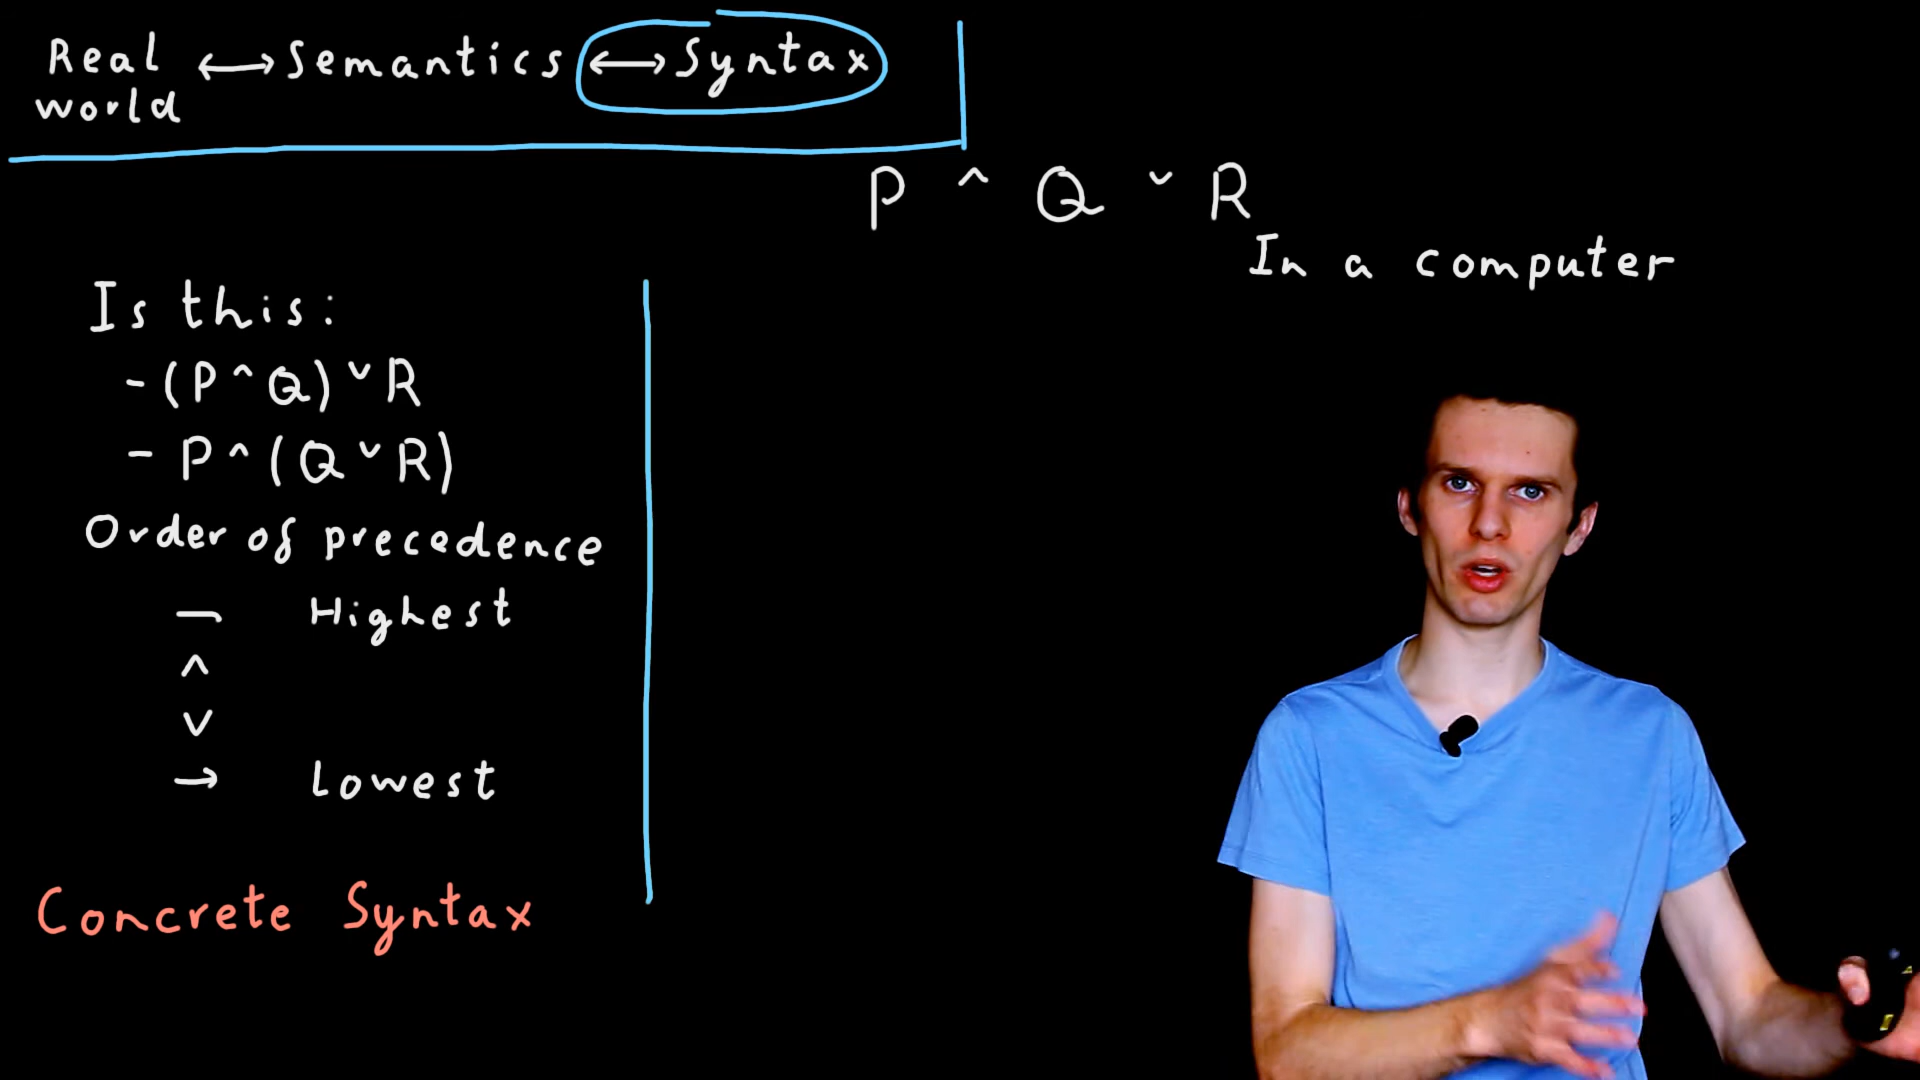 Real ⟷ Semantics ⟷ Syntax
world
P ^ Q ˅ R
In a computer
Is this:
- (P ^ Q) ˅ R
- P ^ (Q ˅ R)
Order of precedence
¬ Highest
^
v
→ Lowest
Concrete Syntax